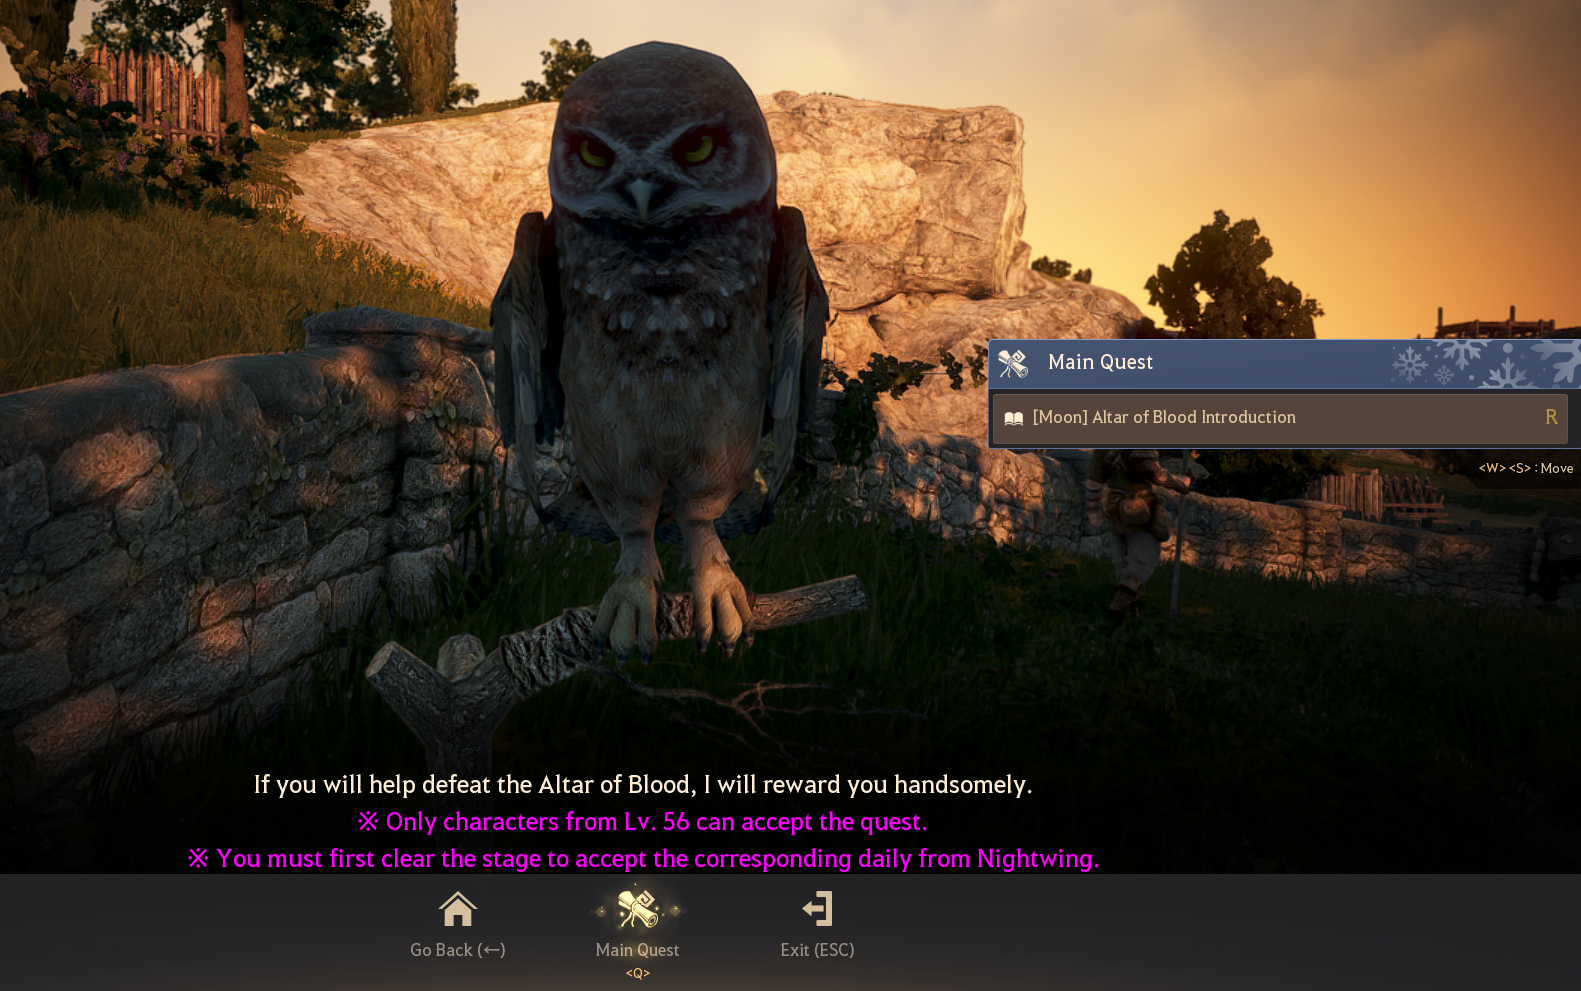 Main Quest
[Moon] Altar of Blood Introduction R
<W> <S> : Move
If you will help defeat the Altar of Blood, I will reward you handsomely.
※ Only characters from Lv. 56 can accept the quest.
※ You must first clear the stage to accept the corresponding daily from Nightwing.
Go Back (←) Main Quest Exit (ESC)
<Q>